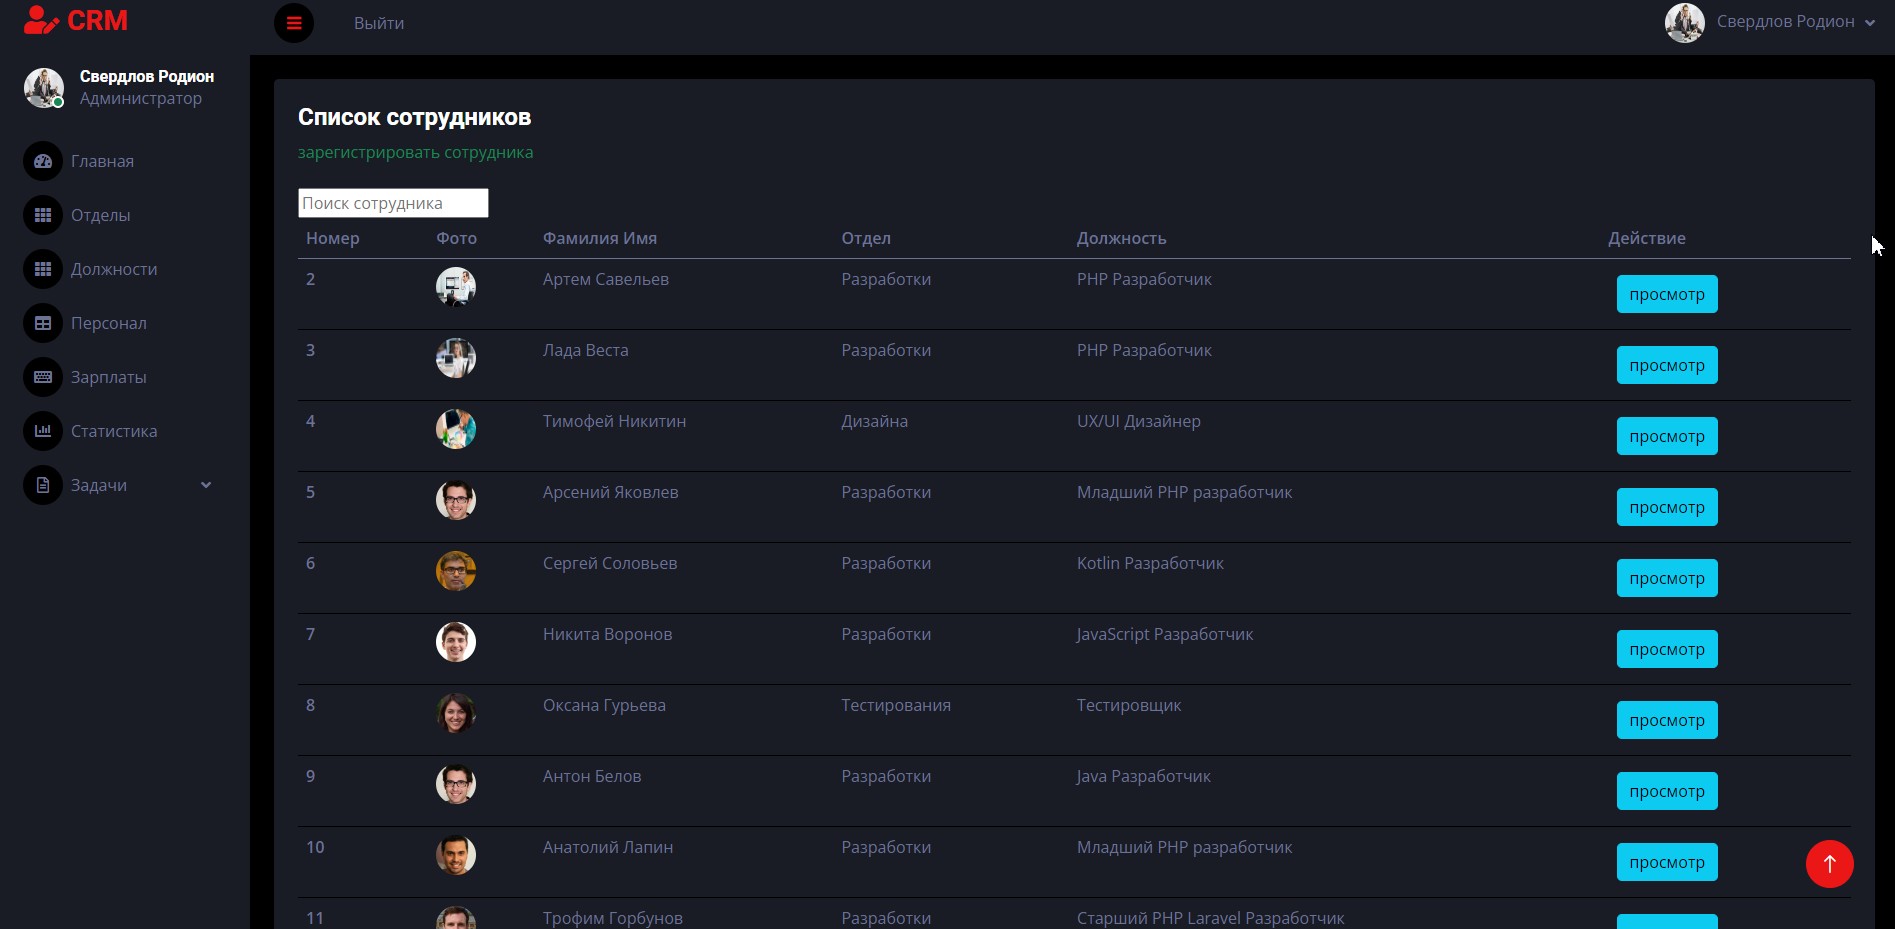 CRM
Выйти
Свердлов Родион
Свердлов Родион
Администратор
Главная
Отделы
Должности
Персонал
Зарплаты
Статистика
Задачи
Список сотрудников
зарегистрировать сотрудника
Поиск сотрудника
Номер Фото Фамилия Имя Отдел Должность Действие
2 Артем Савельев Разработки PHP Разработчик просмотр
3 Лада Веста Разработки PHP Разработчик просмотр
4 Тимофей Никитин Дизайна UX/UI Дизайнер просмотр
5 Арсений Яковлев Разработки Младший PHP разработчик просмотр
6 Сергей Соловьев Разработки Kotlin Разработчик просмотр
7 Никита Воронов Разработки JavaScript Разработчик просмотр
8 Оксана Гурьева Тестирования Тестировщик просмотр
9 Антон Белов Разработки Java Разработчик просмотр
10 Анатолий Лапин Разработки Младший PHP разработчик просмотр
11 Трофим Горбунов Разработки Старший PHP Laravel Разработчик